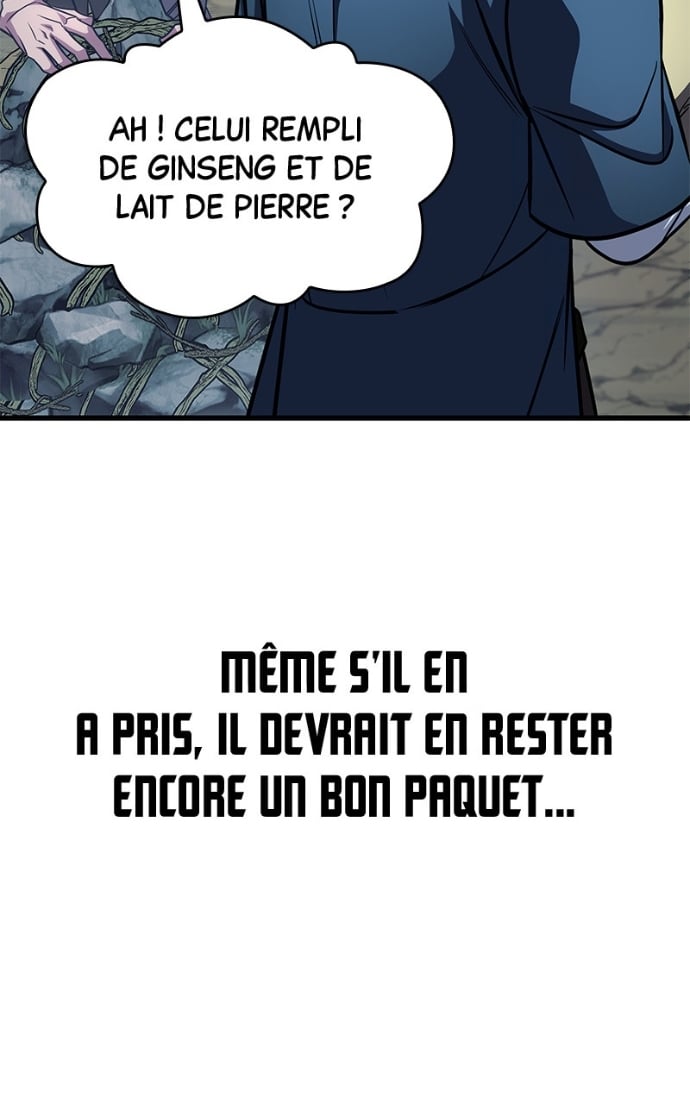 AH ! CELUI REMPLI
DE GINSENG ET DE
LAIT DE PIERRE ?
MÊME S'IL EN
A PRIS, IL DEVRAIT EN RESTER
ENCORE UN BON PAQUET...